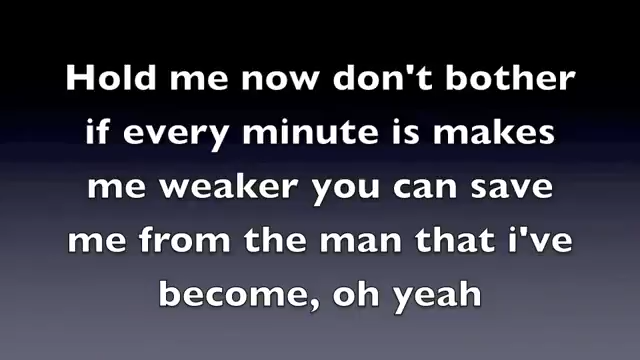 Hold me now don't bother
if every minute is makes
me weaker you can save
me from the man that i've
become, oh yeah